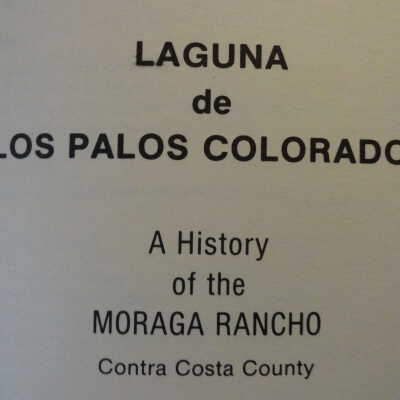 LAGUNA
de
LOS PALOS COLORADO
A History
of the
MORAGA RANCHO
Contra Costa County